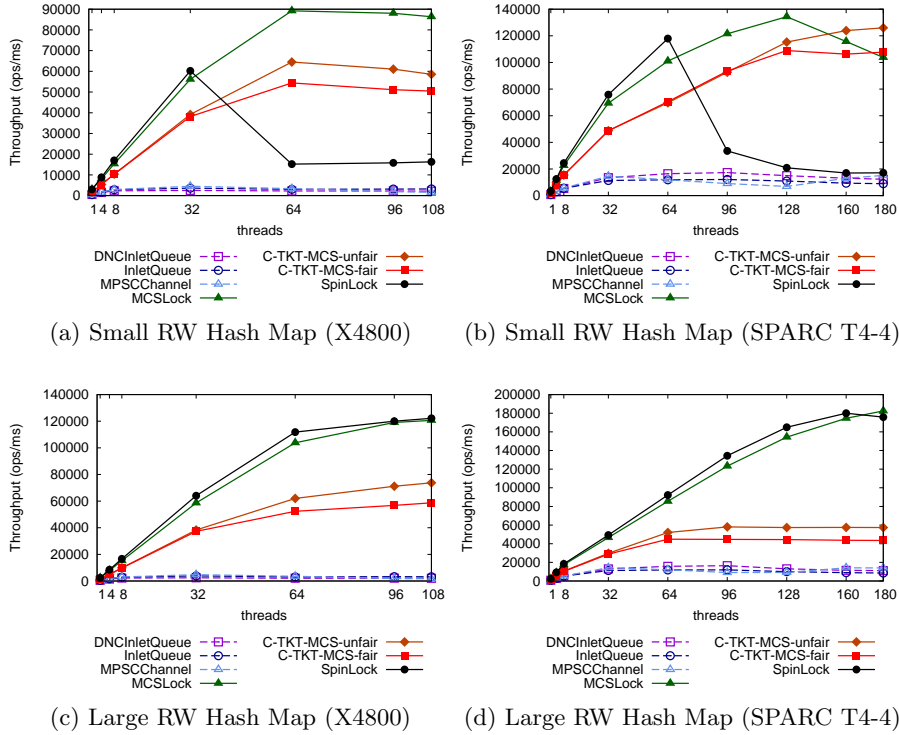 90000
80000
70000
60000
50000
40000
30000
20000
10000
0
Throughput (ops/ms)
1 4 8 32 64 96 108
threads
DNCInletQueue
InletQueue
MPSCChannel
MCSLock
C-TKT-MCS-unfair
C-TKT-MCS-fair
SpinLock
(a) Small RW Hash Map (X4800)
140000
120000
100000
80000
60000
40000
20000
0
Throughput (ops/ms)
1 8 32 64 96 128 160 180
threads
DNCInletQueue
InletQueue
MPSCChannel
MCSLock
C-TKT-MCS-unfair
C-TKT-MCS-fair
SpinLock
(b) Small RW Hash Map (SPARC T4-4)
140000
120000
100000
80000
60000
40000
20000
0
Throughput (ops/ms)
1 4 8 32 64 96 108
threads
DNCInletQueue
InletQueue
MPSCChannel
MCSLock
C-TKT-MCS-unfair
C-TKT-MCS-fair
SpinLock
(c) Large RW Hash Map (X4800)
200000
180000
160000
140000
120000
100000
80000
60000
40000
20000
0
Throughput (ops/ms)
1 8 32 64 96 128 160 180
threads
DNCInletQueue
InletQueue
MPSCChannel
MCSLock
C-TKT-MCS-unfair
C-TKT-MCS-fair
SpinLock
(d) Large RW Hash Map (SPARC T4-4)